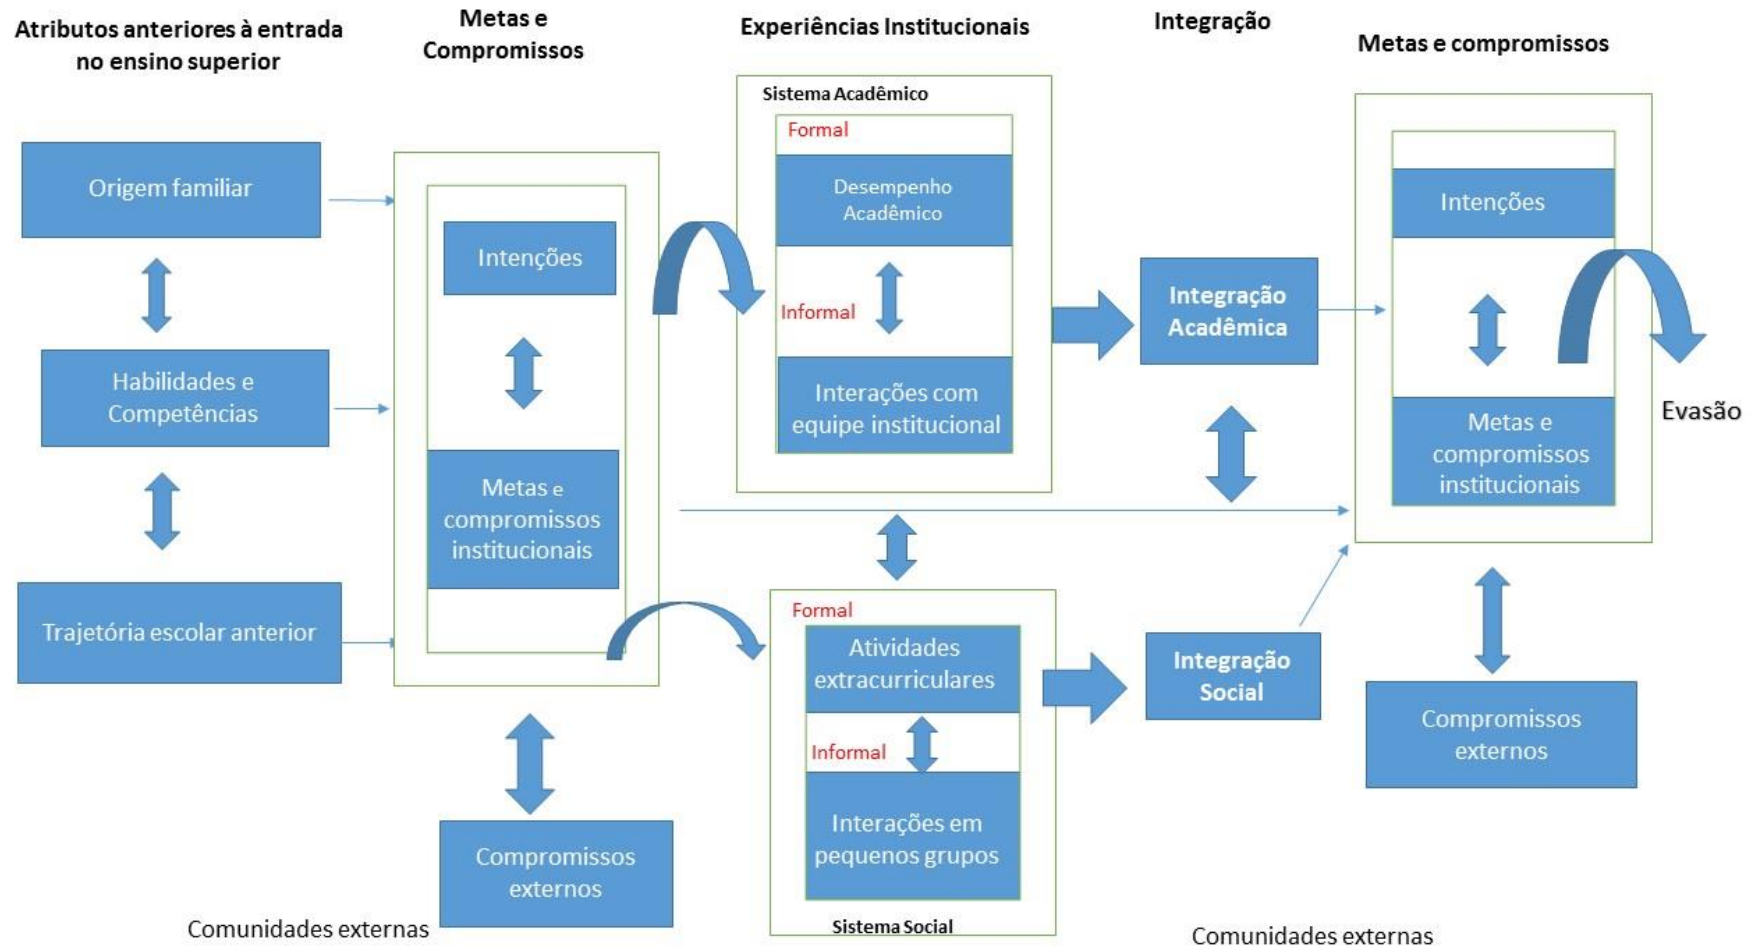 Atributos anteriores à entrada
no ensino superior
Metas e
Compromissos
Experiências Institucionais
Integração
Metas e compromissos
Origem familiar
Habilidades e
Competências
Trajetória escolar anterior
Intenções
Metas e
compromissos
institucionais
Compromissos
externos
Comunidades externas
Sistema Acadêmico
Formal
Desempenho
Acadêmico
Informal
Interações com
equipe institucional
Formal
Atividades
extracurriculares
Informal
Interações em
pequenos grupos
Sistema Social
Integração
Acadêmica
Integração
Social
Intenções
Metas e
compromissos
institucionais
Evasão
Compromissos
externos
Comunidades externas